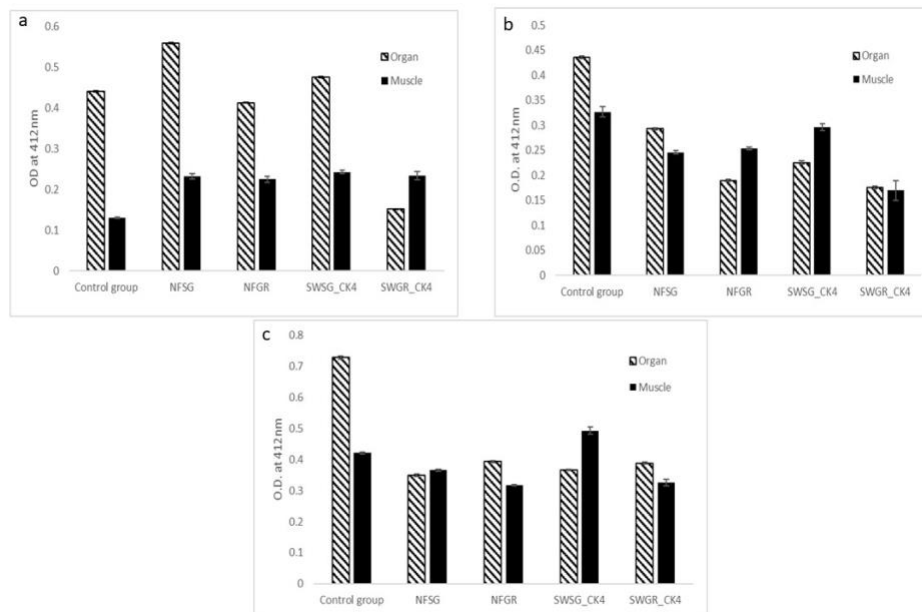 a
0.6
0.5
0.4
0.3
0.2
0.1
0
OD at 412nm
Organ
Muscle
Control group NFSG NFGR SWSG_CK4 SWGR_CK4
b
0.5
0.45
0.4
0.35
0.3
0.25
0.2
0.15
0.1
0.05
0
O.D. at 412nm
Organ
Muscle
Control group NFSG NFGR SWSG_CK4 SWGR_CK4
c
0.8
0.7
0.6
0.5
0.4
0.3
0.2
0.1
0
O.D. at 412nm
Organ
Muscle
Control group NFSG NFGR SWSG_CK4 SWGR_CK4